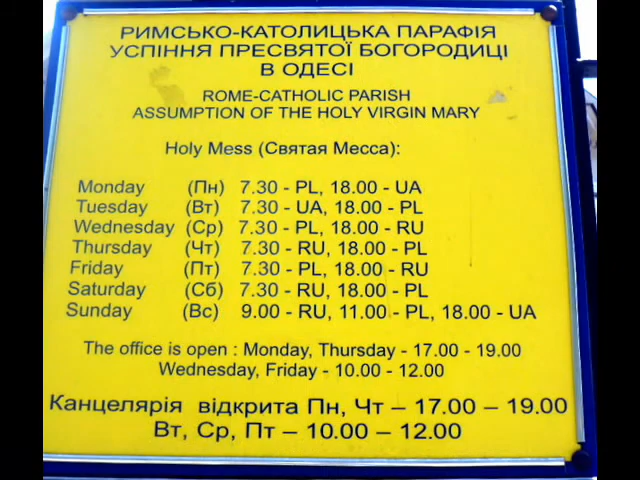 РИМСЬКО-КАТОЛИЦЬКА ПАРАФІЯ
УСПІННЯ ПРЕСВЯТОЇ БОГОРОДИЦІ
В ОДЕСІ
ROME-CATHOLIC PARISH
ASSUMPTION OF THE HOLY VIRGIN MARY
Holy Mess (Святая Месса):
Monday (Пн) 7.30 - PL, 18.00 - UA
Tuesday (Вт) 7.30 - UA, 18.00 - PL
Wednesday (Ср) 7.30 - PL, 18.00 - RU
Thursday (Чт) 7.30 - RU, 18.00 - PL
Friday (Пт) 7.30 - PL, 18.00 - RU
Saturday (Сб) 7.30 - RU, 18.00 - PL
Sunday (Вс) 9.00 - RU, 11.00 - PL, 18.00 - UA
The office is open : Monday, Thursday - 17.00 - 19.00
Wednesday, Friday - 10.00 - 12.00
Канцелярія відкрита Пн, Чт – 17.00 – 19.00
Вт, Ср, Пт – 10.00 – 12.00